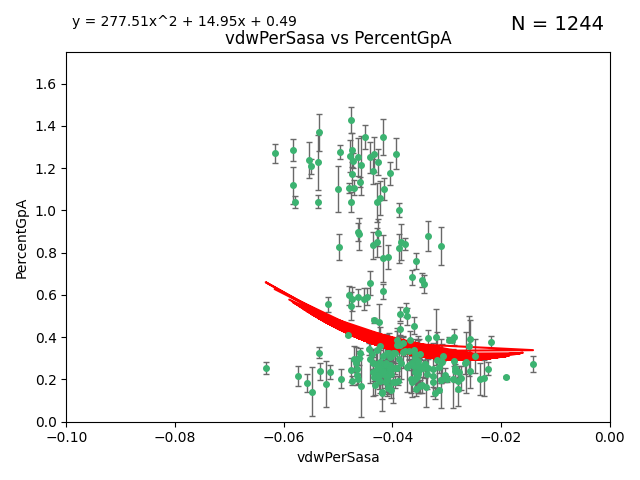 y = 277.51x^2 + 14.95x + 0.49
N = 1244
vdwPerSasa vs PercentGpA
PercentGpA
1.6
1.4
1.2
1.0
0.8
0.6
0.4
0.2
0.0
−0.10 −0.08 −0.06 −0.04 −0.02 0.00
vdwPerSasa